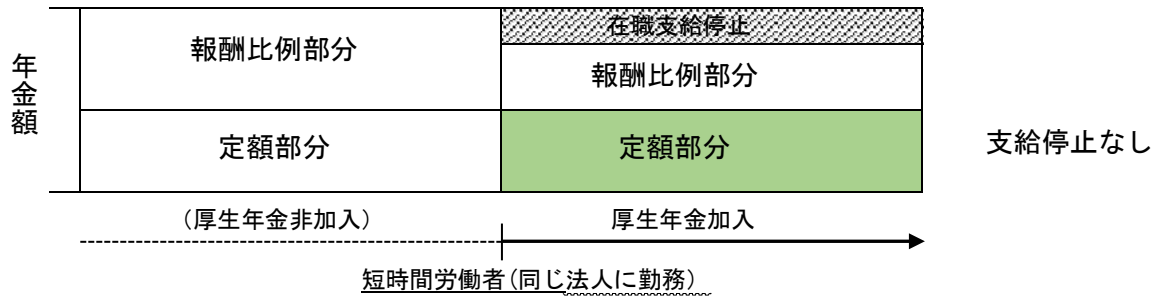 年金額
報酬比例部分
在職支給停止
報酬比例部分
定額部分
定額部分
支給停止なし
（厚生年金非加入）
厚生年金加入
短時間労働者（同じ法人に勤務）